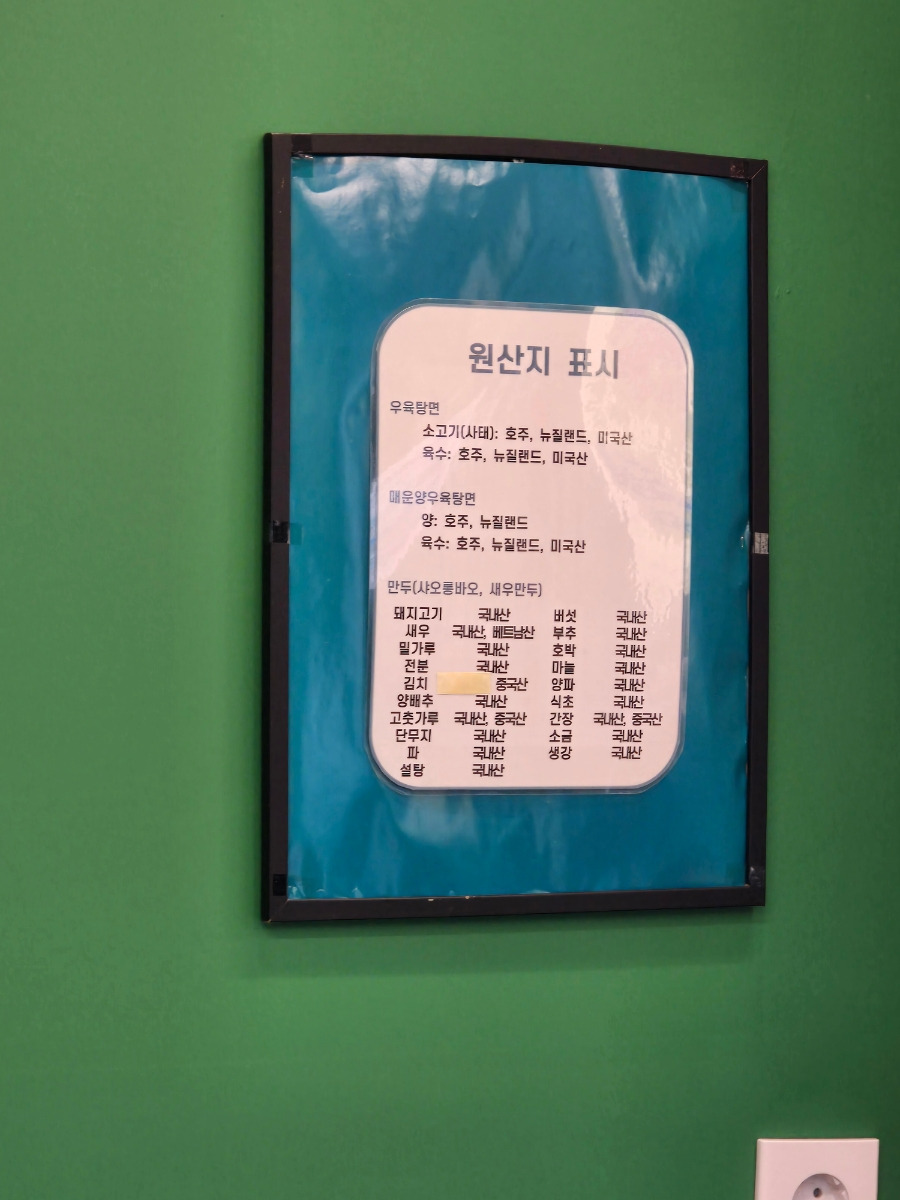 원산지 표시
우육탕면
소고기(사태): 호주, 뉴질랜드, 미국산
육수: 호주, 뉴질랜드, 미국산
매운양우육탕면
양: 호주, 뉴질랜드
육수: 호주, 뉴질랜드, 미국산
만두(샤오롱바오, 새우만두)
돼지고기 국내산 버섯 국내산
새우 국내산, 베트남산 부추 국내산
밀가루 국내산 호박 국내산
전분 국내산 마늘 국내산
김치 중국산 양파 국내산
양배추 국내산 식초 국내산
고춧가루 국내산, 중국산 간장 국내산, 중국산
단무지 국내산 소금 국내산
파 국내산 생강 국내산
설탕 국내산